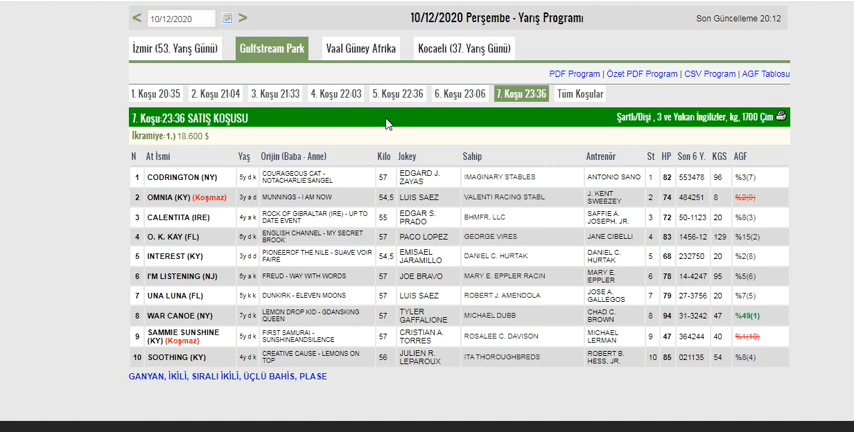 < 10/12/2020 > 10/12/2020 Perşembe - Yarış Programı Son Güncelleme 20:12
İzmir (53. Yarış Günü) Gulfstream Park Vaal Güney Afrika Kocaeli (37. Yarış Günü)
PDF Program | Özet PDF Program | CSV Program | AGF Tablosu
1. Koşu 20:35 2. Koşu 21:04 3. Koşu 21:33 4. Koşu 22:03 5. Koşu 22:36 6. Koşu 23:06 7. Koşu 23:36 Tüm Koşular
7. Koşu:23:36 SATIŞ KOŞUSU Şartlı/Dişi , 3 ve Yukarı İngilizler, kg, 1700 Çim
İkramiye:1.) 18.600 $
N At İsmi Yaş Orijin (Baba - Anne) Kilo Jokey Sahip Antrenör St HP Son 6 Y. KGS AGF
1 CODRINGTON (NY) 5y d k COURAGEOUS CAT - NOTACHARLIE'SANGEL 57 EDGARD J. ZAYAS IMAGINARY STABLES ANTONIO SANO 1 82 553478 96 %3(7)
2 OMNIA (KY) (Koşmaz) 3y a d MUNNINGS - I AM NOW 54,5 LUIS SAEZ VALENTI RACING STABL J. KENT SWEEZEY 2 74 484251 8 %2(9)
3 CALENTITA (IRE) 4y a k ROCK OF GIBRALTAR (IRE) - UP TO DATE EVENT 55 EDGAR S. PRADO BHMFR, LLC SAFFIE A. JOSEPH, JR. 3 72 50-1123 20 %8(3)
4 O. K. KAY (FL) 6y d k ENGLISH CHANNEL - MY SECRET BROOK 57 PACO LOPEZ GEORGE VIRES JANE CIBELLI 4 83 1456-12 129 %15(2)
5 INTEREST (KY) 3y d d PIONEEROF THE NILE - SUAVE VOIR FAIRE 54,5 EMISAEL JARAMILLO DANIEL C. HURTAK DANIEL C. HURTAK 5 68 232750 20 %2(8)
6 I'M LISTENING (NJ) 6y a k FREUD - WAY WITH WORDS 57 JOE BRAVO MARY E. EPPLER RACIN MARY E. EPPLER 6 78 14-4247 95 %5(6)
7 UNA LUNA (FL) 5y k k DUNKIRK - ELEVEN MOONS 57 LUIS SAEZ ROBERT J. AMENDOLA JOSE A. GALLEGOS 7 79 27-3756 20 %7(5)
8 WAR CANOE (NY) 7y d k LEMON DROP KID - GDANSKING QUEEN 57 TYLER GAFFALIONE MICHAEL DUBB CHAD C. BROWN 8 94 31-3242 47 %49(1)
9 SAMMIE SUNSHINE (KY) (Koşmaz) 5y d k FIRST SAMURAI - SUNSHINEANDSILENCE 57 CRISTIAN A. TORRES ROSALEE C. DAVISON MICHAEL LERMAN 9 47 364244 40 %1(10)
10 SOOTHING (KY) 4y d k CREATIVE CAUSE - LEMONS ON TOP 56 JULIEN R. LEPAROUX ITA THOROUGHBREDS ROBERT B. HESS, JR. 10 85 021135 54 %8(4)
GANYAN, İKİLİ, SIRALI İKİLİ, ÜÇLÜ BAHİS, PLASE